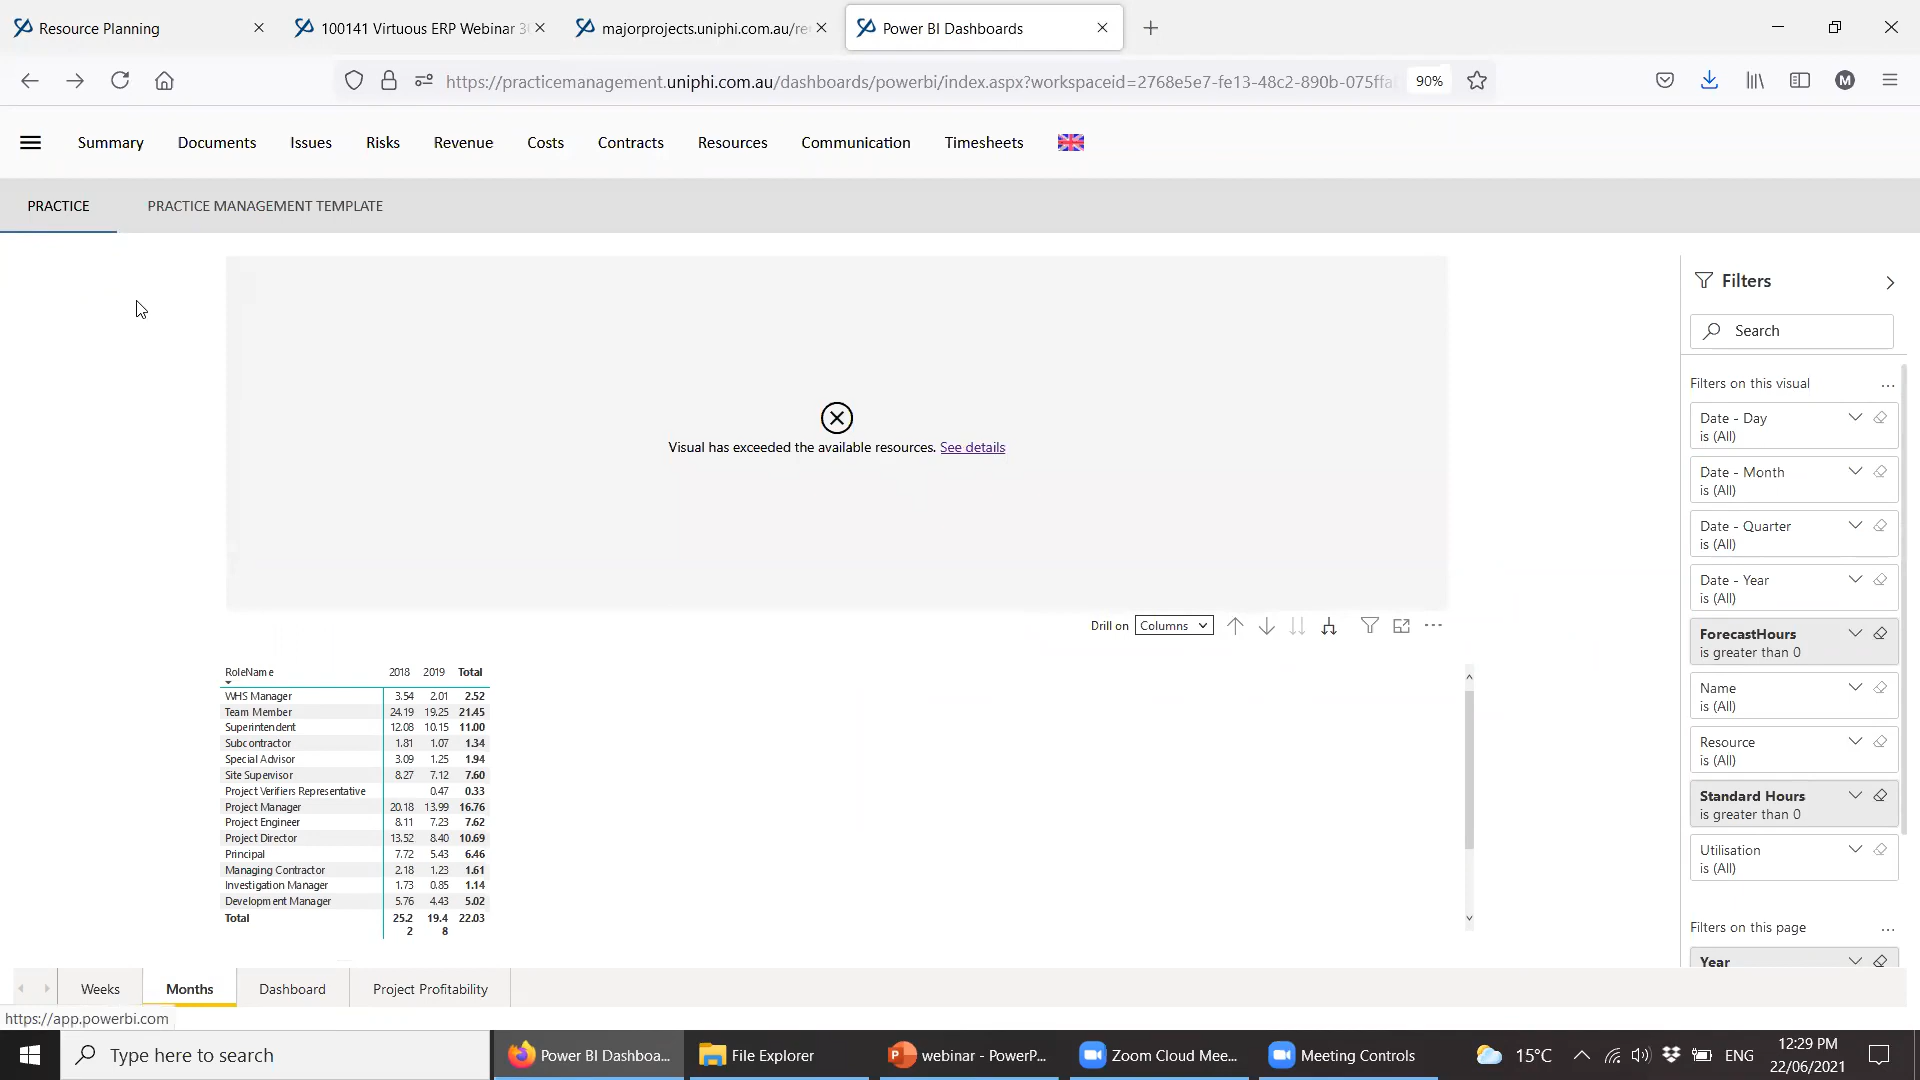 Resource Planning
100141 Virtuous ERP Webinar 30
majorprojects.uniphi.com.au/re
Power BI Dashboards
https://practicemanagement.uniphi.com.au/dashboards/powerbi/index.aspx?workspaceid=2768e5e7-fe13-48c2-890b-075ffa
90%
M
Summary
Documents
Issues
Risks
Revenue
Costs
Contracts
Resources
Communication
Timesheets
PRACTICE
PRACTICE MANAGEMENT TEMPLATE
Visual has exceeded the available resources. See details
Drill on Columns
RoleName 2018 2019 Total
WHS Manager 3.54 2.01 2.52
Team Member 24.19 19.25 21.45
Superintendent 12.08 10.15 11.00
Subcontractor 1.81 1.07 1.34
Special Advisor 3.09 1.25 1.94
Site Supervisor 8.27 7.12 7.60
Project Verifiers Representative 0.47 0.33
Project Manager 20.18 13.99 16.76
Project Engineer 8.11 7.23 7.62
Project Director 13.52 8.40 10.69
Principal 7.72 5.43 6.46
Managing Contractor 2.18 1.23 1.61
Investigation Manager 1.73 0.85 1.14
Development Manager 5.76 4.43 5.02
Total 25.2 19.4 22.03
2 8
Filters
Search
Filters on this visual
Date - Day
is (All)
Date - Month
is (All)
Date - Quarter
is (All)
Date - Year
is (All)
ForecastHours
is greater than 0
Name
is (All)
Resource
is (All)
Standard Hours
is greater than 0
Utilisation
is (All)
Filters on this page
Year
Weeks
Months
Dashboard
Project Profitability
https://app.powerbi.com
Type here to search
Power BI Dashboa...
File Explorer
webinar - PowerP...
Zoom Cloud Mee...
Meeting Controls
15°C
ENG
12:29 PM
22/06/2021